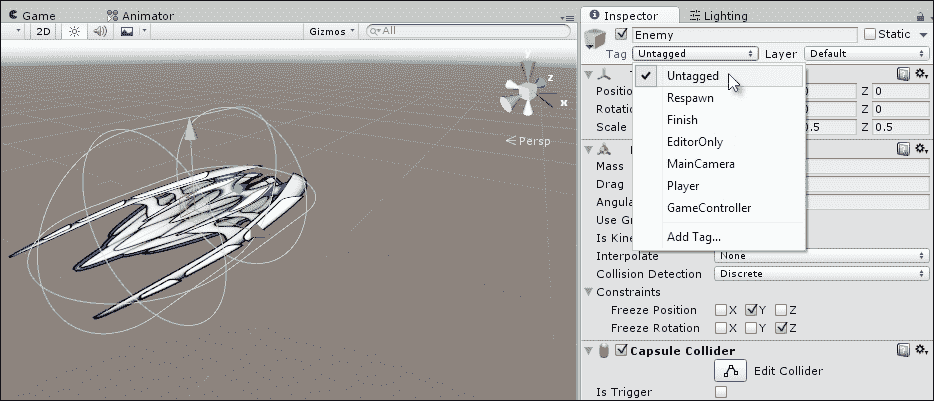 Game Animator
2D Gizmos All
y
z
x
Persp
Inspector Lighting
Enemy Static
Tag Untagged Layer Default
Untagged
Respawn
Finish
EditorOnly
MainCamera
Player
GameController
Add Tag...
Positio Z 0
Rotatio Z 0
Scale 0.5 Z 0.5
Mass
Drag
Angula
Use Gr
Is Kine
Interpolate None
Collision Detection Discrete
Constraints
Freeze Position X Y Z
Freeze Rotation X Y Z
Capsule Collider
Edit Collider
Is Trigger